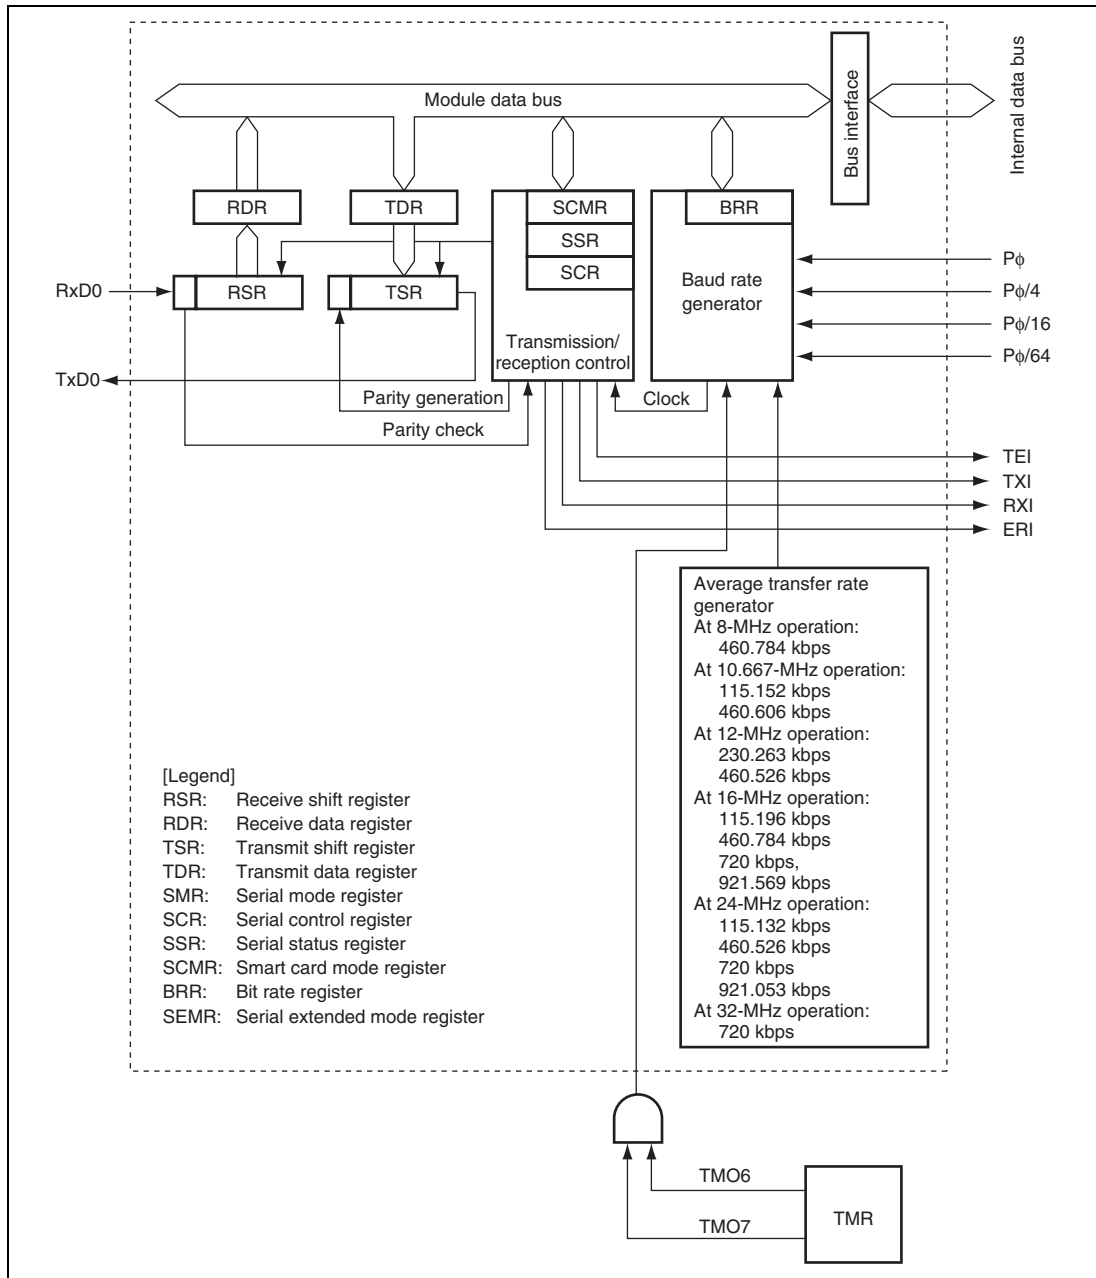 Module data bus
Bus interface
Internal data bus
RDR
TDR
SCMR
BRR
SSR
SCR
RxD0
RSR
TSR
Baud rate
generator
Pϕ
Pϕ/4
Pϕ/16
Pϕ/64
Transmission/
reception control
TxD0
Parity generation
Clock
Parity check
TEI
TXI
RXI
ERI
Average transfer rate
generator
At 8-MHz operation:
460.784 kbps
At 10.667-MHz operation:
115.152 kbps
460.606 kbps
At 12-MHz operation:
230.263 kbps
460.526 kbps
At 16-MHz operation:
115.196 kbps
460.784 kbps
720 kbps,
921.569 kbps
At 24-MHz operation:
115.132 kbps
460.526 kbps
720 kbps
921.053 kbps
At 32-MHz operation:
720 kbps
[Legend]
RSR: Receive shift register
RDR: Receive data register
TSR: Transmit shift register
TDR: Transmit data register
SMR: Serial mode register
SCR: Serial control register
SSR: Serial status register
SCMR: Smart card mode register
BRR: Bit rate register
SEMR: Serial extended mode register
TMO6
TMO7
TMR